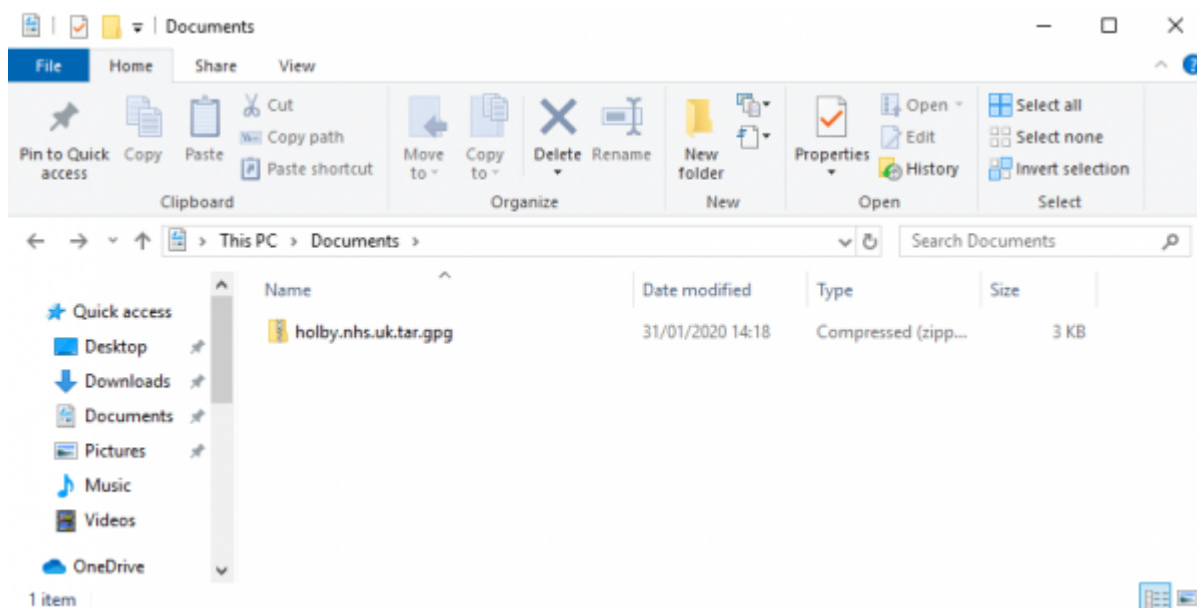 Documents
File Home Share View
Pin to Quick access
Copy
Paste
Cut
Copy path
Paste shortcut
Clipboard
Move to
Copy to
Delete
Rename
Organize
New folder
New
Properties
Open
Edit
History
Open
Select all
Select none
Invert selection
Select
This PC > Documents >
Search Documents
Quick access
Desktop
Downloads
Documents
Pictures
Music
Videos
OneDrive
Name Date modified Type Size
holby.nhs.uk.tar.gpg 31/01/2020 14:18 Compressed (zipp... 3 KB
1 item